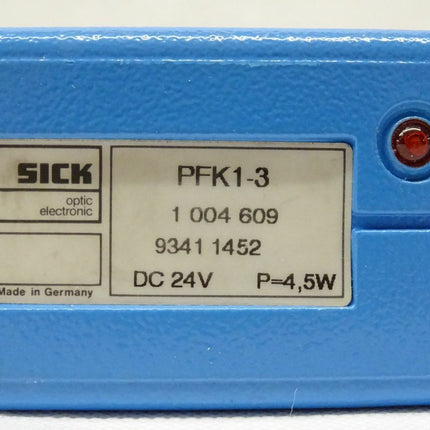 SICK
optic
electronic
Made in Germany
PFK1-3
1 004 609
9341 1452
DC 24V P=4,5W